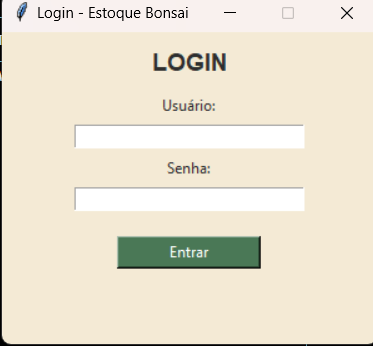 Login - Estoque Bonsai
LOGIN
Usuário:
Senha:
Entrar